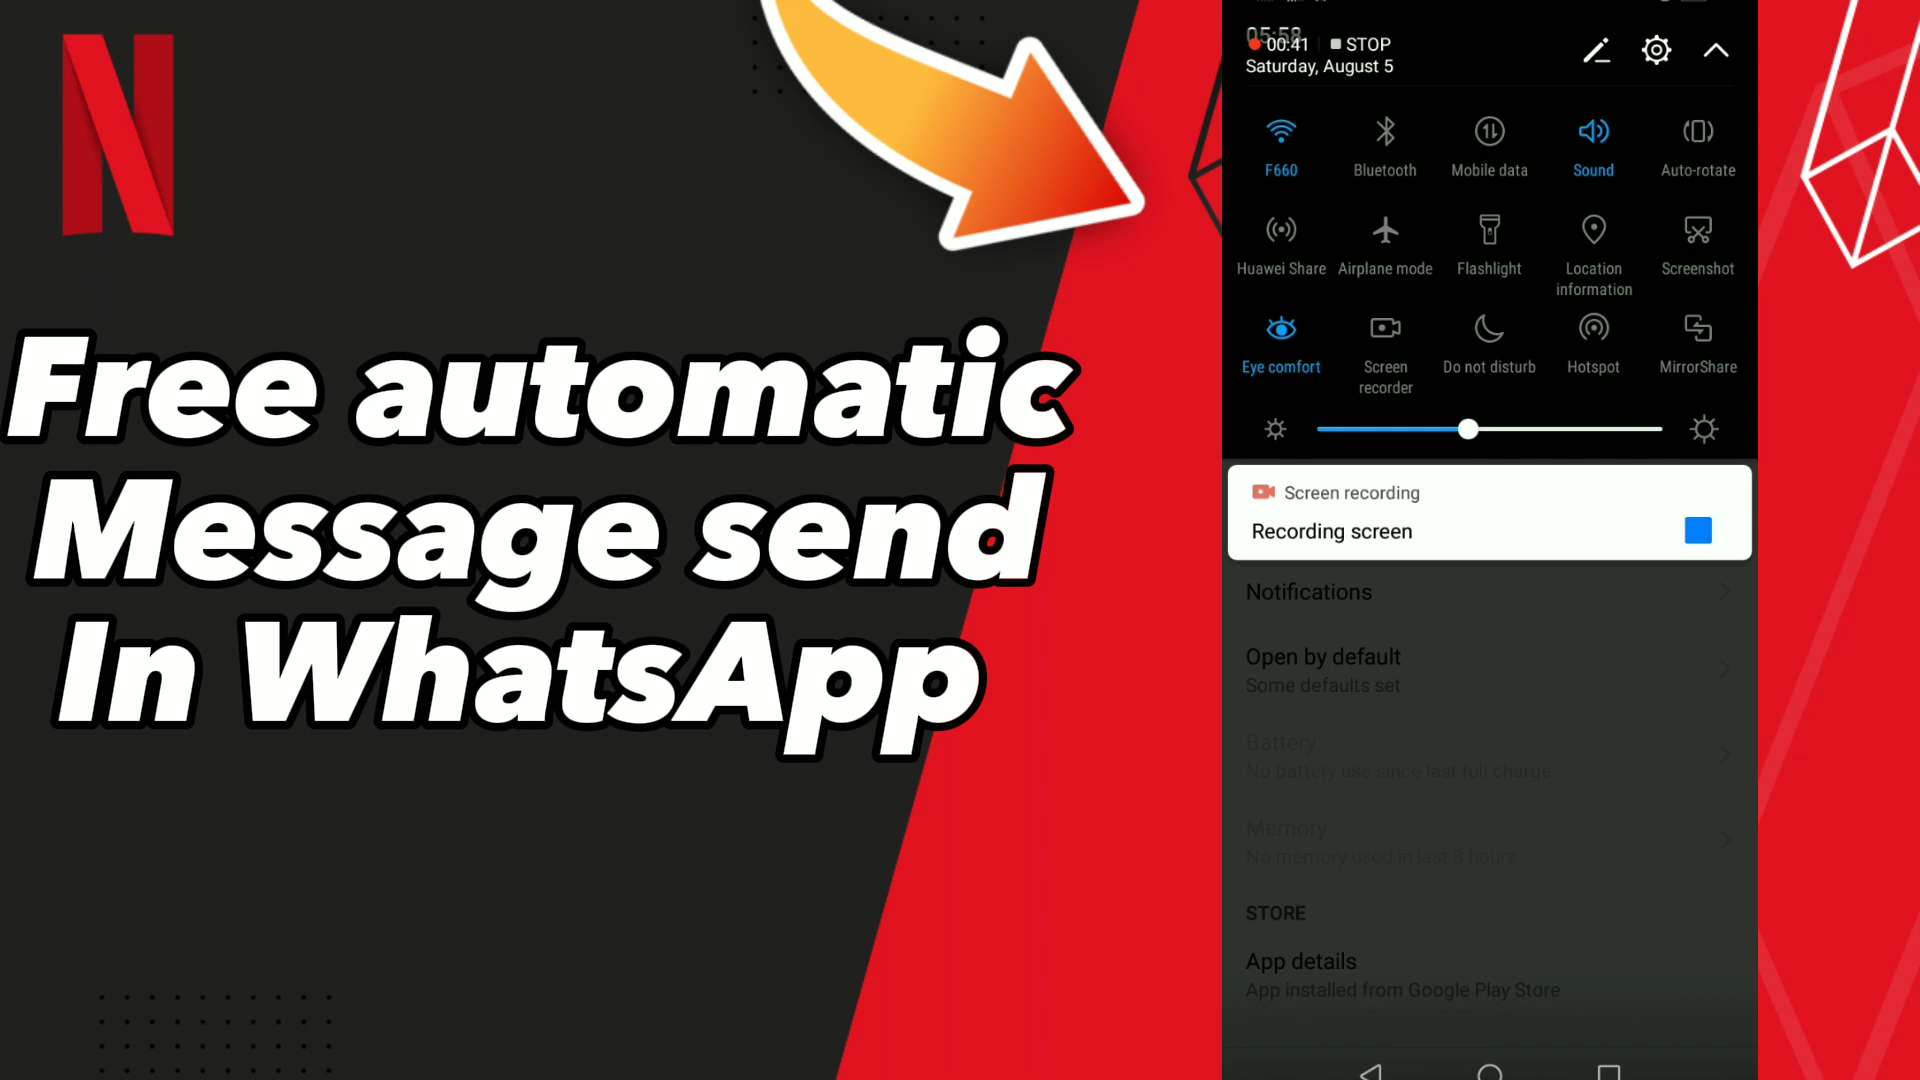 N
Free automatic
Message send
In WhatsApp
05:58
00:41 STOP
Saturday, August 5
F660 Bluetooth Mobile data Sound Auto-rotate
Huawei Share Airplane mode Flashlight Location information Screenshot
Eye comfort Screen recorder Do not disturb Hotspot MirrorShare
Screen recording
Recording screen
Notifications
Open by default
Some defaults set
Battery
No battery use since last full charge
Memory
No memory used in last 3 hours
STORE
App details
App installed from Google Play Store